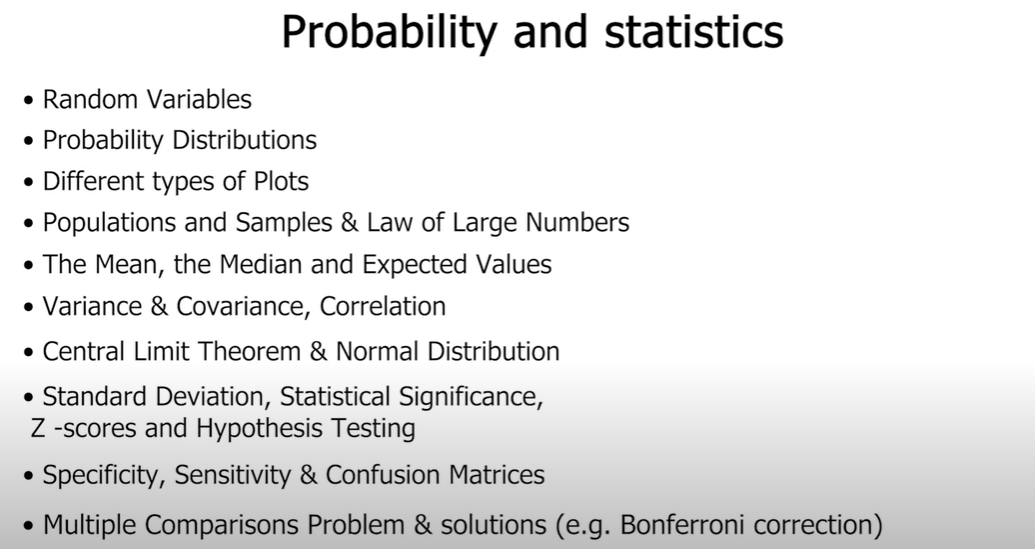 Probability and statistics
• Random Variables
• Probability Distributions
• Different types of Plots
• Populations and Samples & Law of Large Numbers
• The Mean, the Median and Expected Values
• Variance & Covariance, Correlation
• Central Limit Theorem & Normal Distribution
• Standard Deviation, Statistical Significance,
Z -scores and Hypothesis Testing
• Specificity, Sensitivity & Confusion Matrices
• Multiple Comparisons Problem & solutions (e.g. Bonferroni correction)